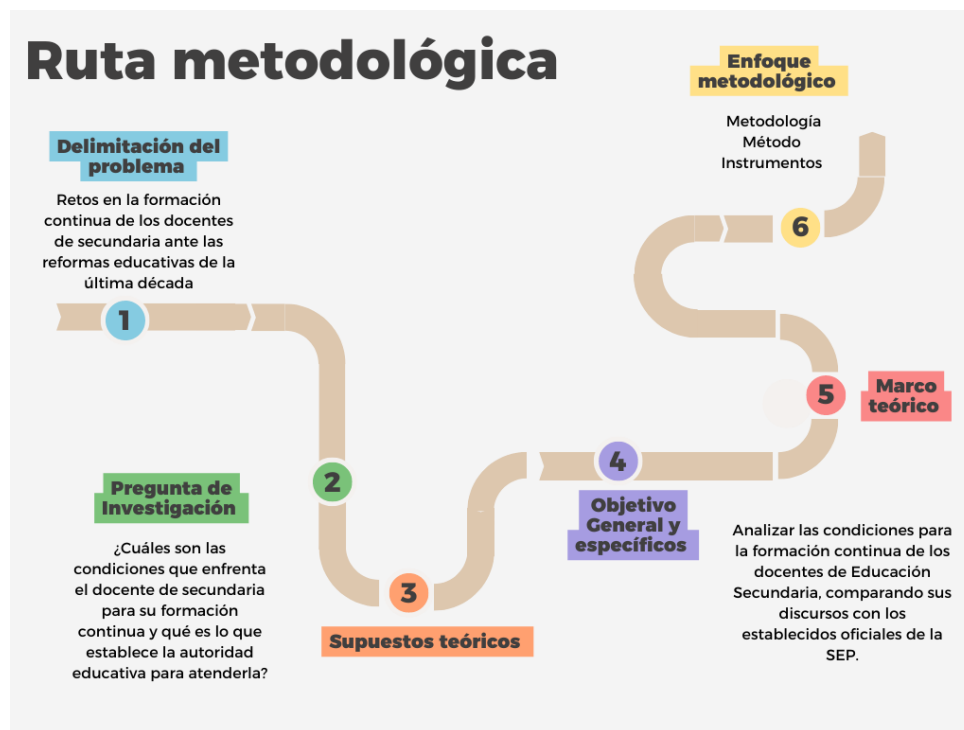 Ruta metodológica
Delimitación del
problema
Retos en la formación
continua de los docentes
de secundaria ante las
reformas educativas de la
última década
1
2
Pregunta de
Investigación
¿Cuáles son las
condiciones que enfrenta
el docente de secundaria
para su formación
continua y qué es lo que
establece la autoridad
educativa para atenderla?
3
Supuestos teóricos
4
Objetivo
General y
específicos
Analizar las condiciones para
la formación continua de los
docentes de Educación
Secundaria, comparando sus
discursos con los
establecidos oficiales de la
SEP.
5
Marco
teórico
Enfoque
metodológico
Metodología
Método
Instrumentos
6